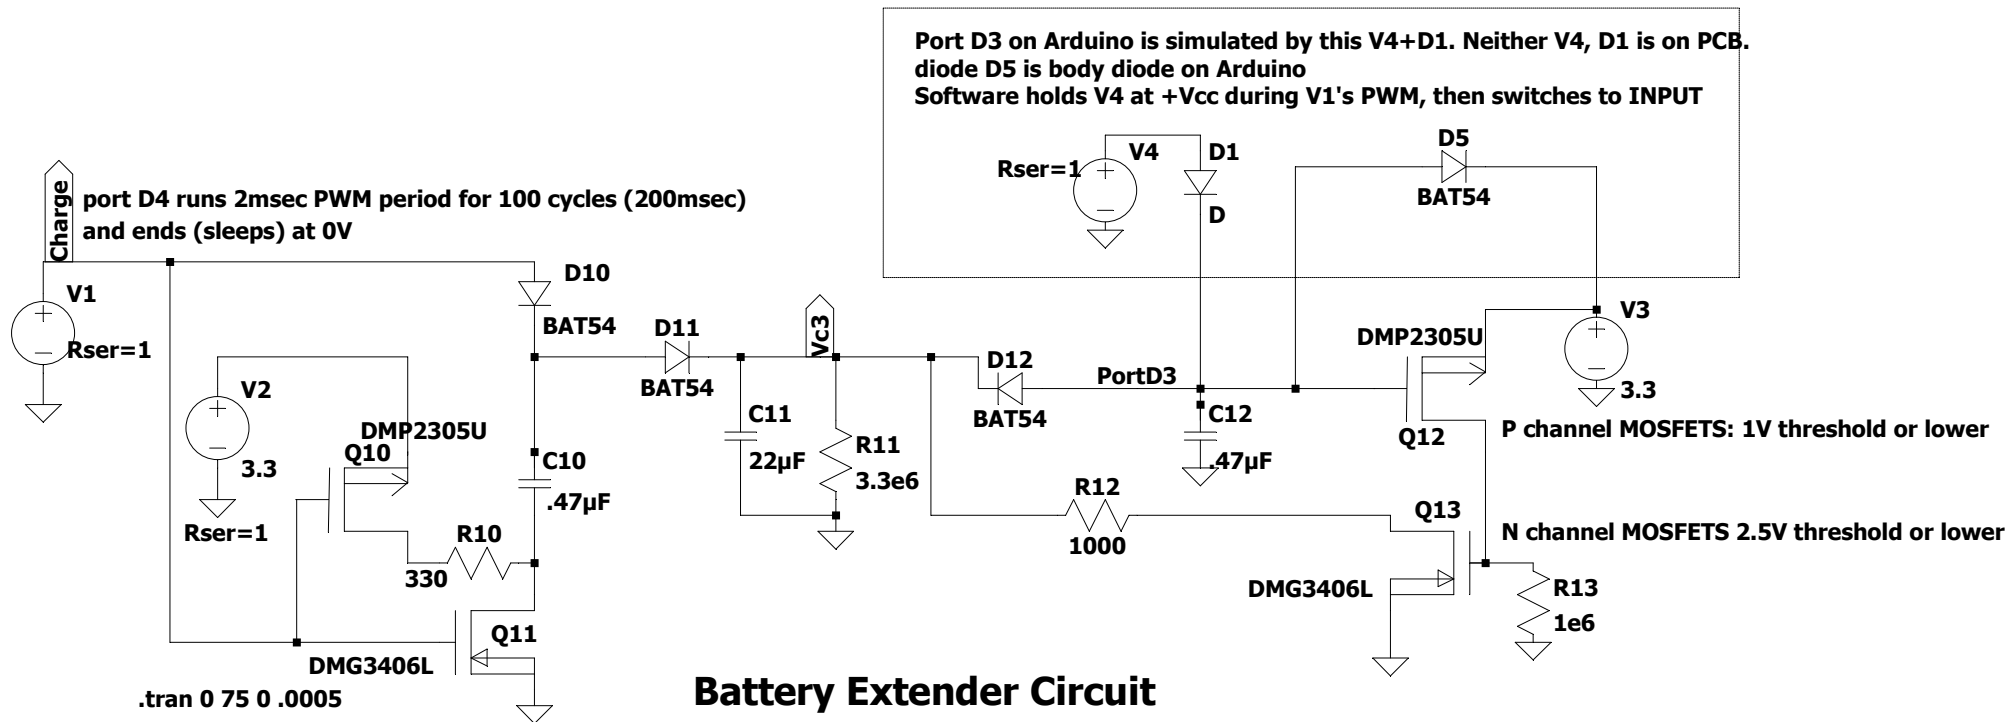 Port D3 on Arduino is simulated by this V4+D1. Neither V4, D1 is on PCB.
diode D5 is body diode on Arduino
Software holds V4 at +Vcc during V1's PWM, then switches to INPUT
D5
BAT54
V4
Rser=1
D1
D
Charge
port D4 runs 2msec PWM period for 100 cycles (200msec)
and ends (sleeps) at 0V
V1
Rser=1
D10
BAT54
D11
BAT54
Vc3
D12
BAT54
PortD3
DMP2305U
Q12
V3
3.3
V2
3.3
Rser=1
DMP2305U
Q10
C10
.47µF
C11
22µF
R11
3.3e6
C12
.47µF
P channel MOSFETS: 1V threshold or lower
R10
330
R12
1000
Q13
DMG3406L
N channel MOSFETS 2.5V threshold or lower
R13
1e6
Q11
DMG3406L
.tran 0 75 0 .0005
Battery Extender Circuit